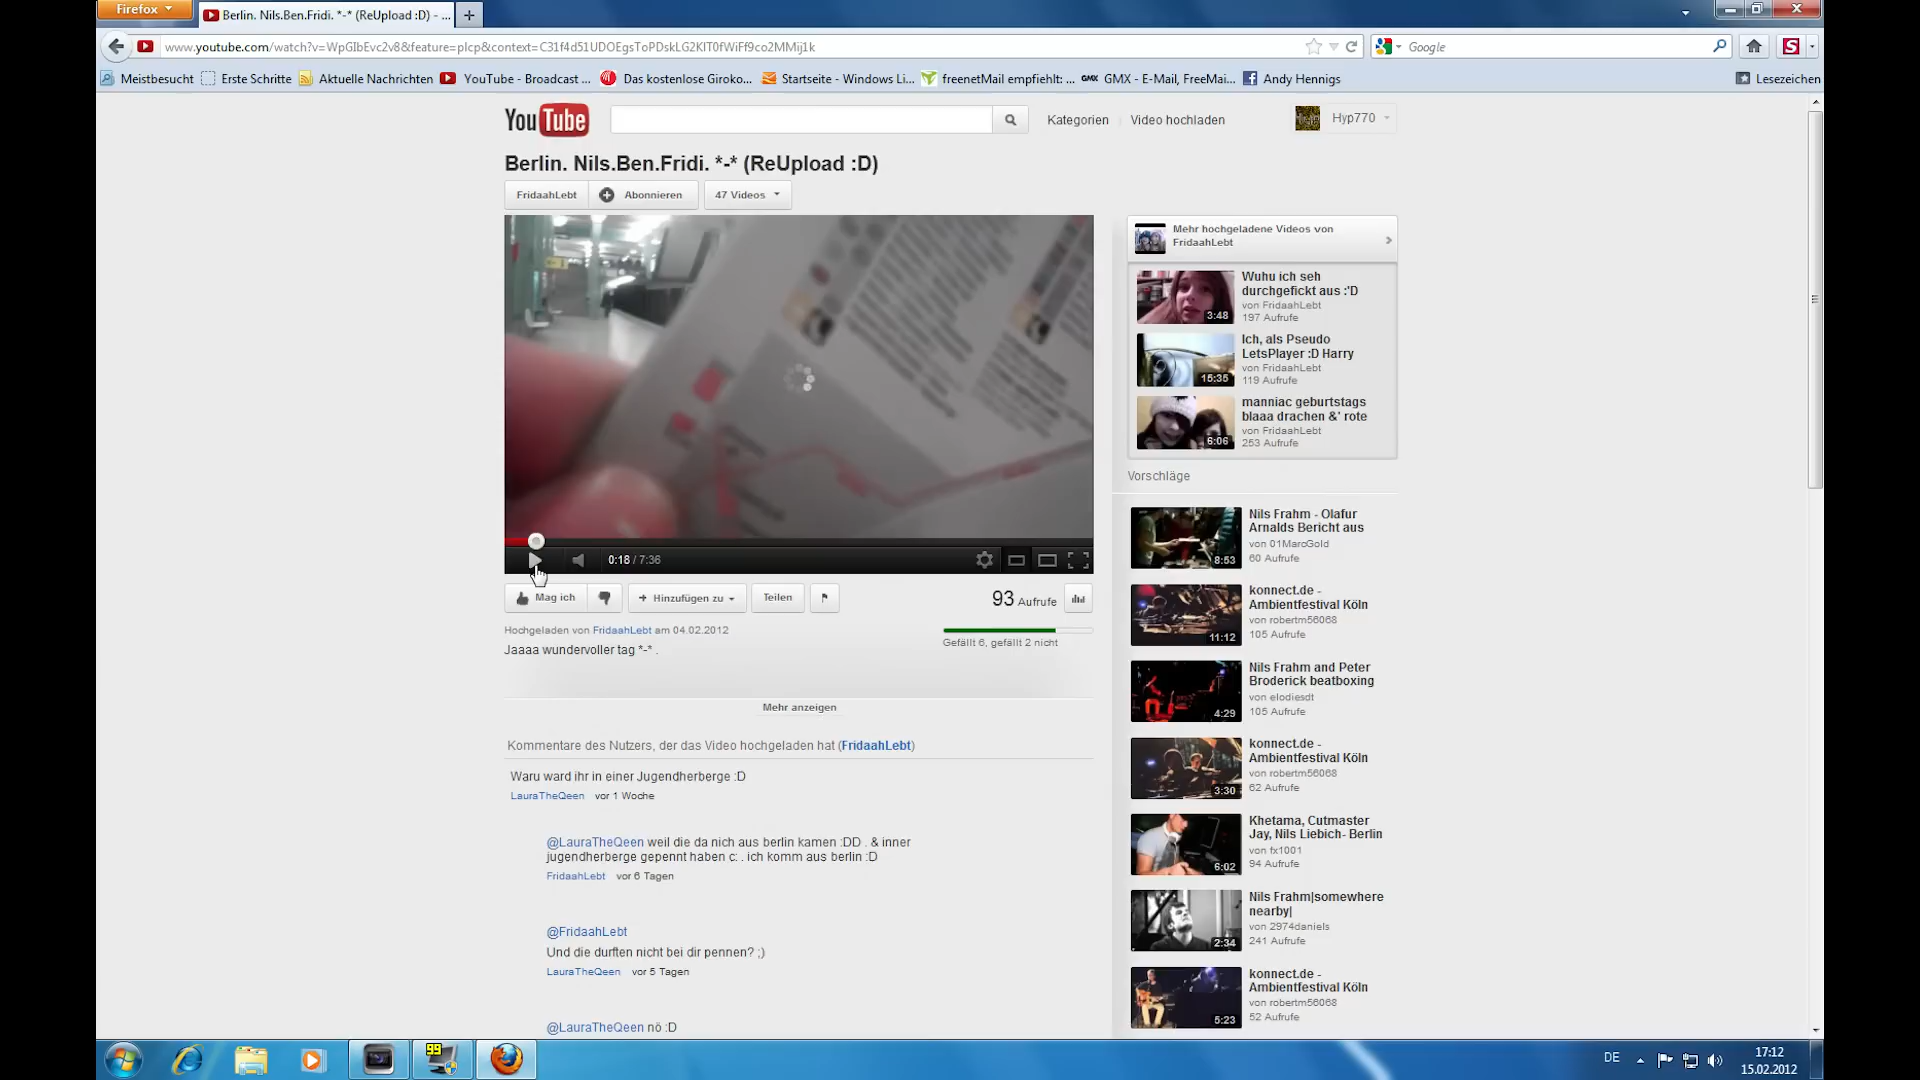 Firefox
Berlin. Nils.Ben.Fridi. *-* (ReUpload :D) - ...
www.youtube.com/watch?v=WpGIbEvc2v8&feature=plcp&context=C31f4d51UDOEgsToPDskLG2KIT0fWiFf9co2MMij1k
Google
Meistbesucht
Erste Schritte
Aktuelle Nachrichten
YouTube - Broadcast ...
Das kostenlose Giroko...
Startseite - Windows Li...
freenetMail empfiehlt: ...
GMX - E-Mail, FreeMai...
Andy Hennigs
Lesezeichen
YouTube
Kategorien
Video hochladen
Hyp770
Berlin. Nils.Ben.Fridi. *-* (ReUpload :D)
FridaahLebt
Abonnieren
47 Videos
0:18 / 7:36
Mag ich
Hinzufügen zu
Teilen
93 Aufrufe
Hochgeladen von FridaahLebt am 04.02.2012
Gefällt 6, gefällt 2 nicht
Jaaaa wundervoller tag *-* .
Mehr anzeigen
Kommentare des Nutzers, der das Video hochgeladen hat (FridaahLebt)
Waru ward ihr in einer Jugendherberge :D
LauraTheQeen vor 1 Woche
@LauraTheQeen weil die da nich aus berlin kamen :DD . & inner
jugendherberge gepennt haben c: . ich komm aus berlin :D
FridaahLebt vor 6 Tagen
@FridaahLebt
Und die durften nicht bei dir pennen? ;)
LauraTheQeen vor 5 Tagen
@LauraTheQeen nö :D
Mehr hochgeladene Videos von
FridaahLebt
Wuhu ich seh
durchgefickt aus :'D
von FridaahLebt
197 Aufrufe
3:48
Ich, als Pseudo
LetsPlayer :D Harry
von FridaahLebt
119 Aufrufe
15:35
manniac geburtstags
blaaa drachen &' rote
von FridaahLebt
253 Aufrufe
6:06
Vorschläge
Nils Frahm - Olafur
Arnalds Bericht aus
von 01MarcGold
60 Aufrufe
8:53
konnect.de -
Ambientfestival Köln
von robertm56068
105 Aufrufe
11:12
Nils Frahm and Peter
Broderick beatboxing
von elodiesdt
105 Aufrufe
4:29
konnect.de -
Ambientfestival Köln
von robertm56068
62 Aufrufe
3:30
Khetama, Cutmaster
Jay, Nils Liebich- Berlin
von fx1001
94 Aufrufe
6:02
Nils Frahm|somewhere
nearby|
von 2974daniels
241 Aufrufe
2:34
konnect.de -
Ambientfestival Köln
von robertm56068
52 Aufrufe
5:23
99
DE
17:12
15.02.2012